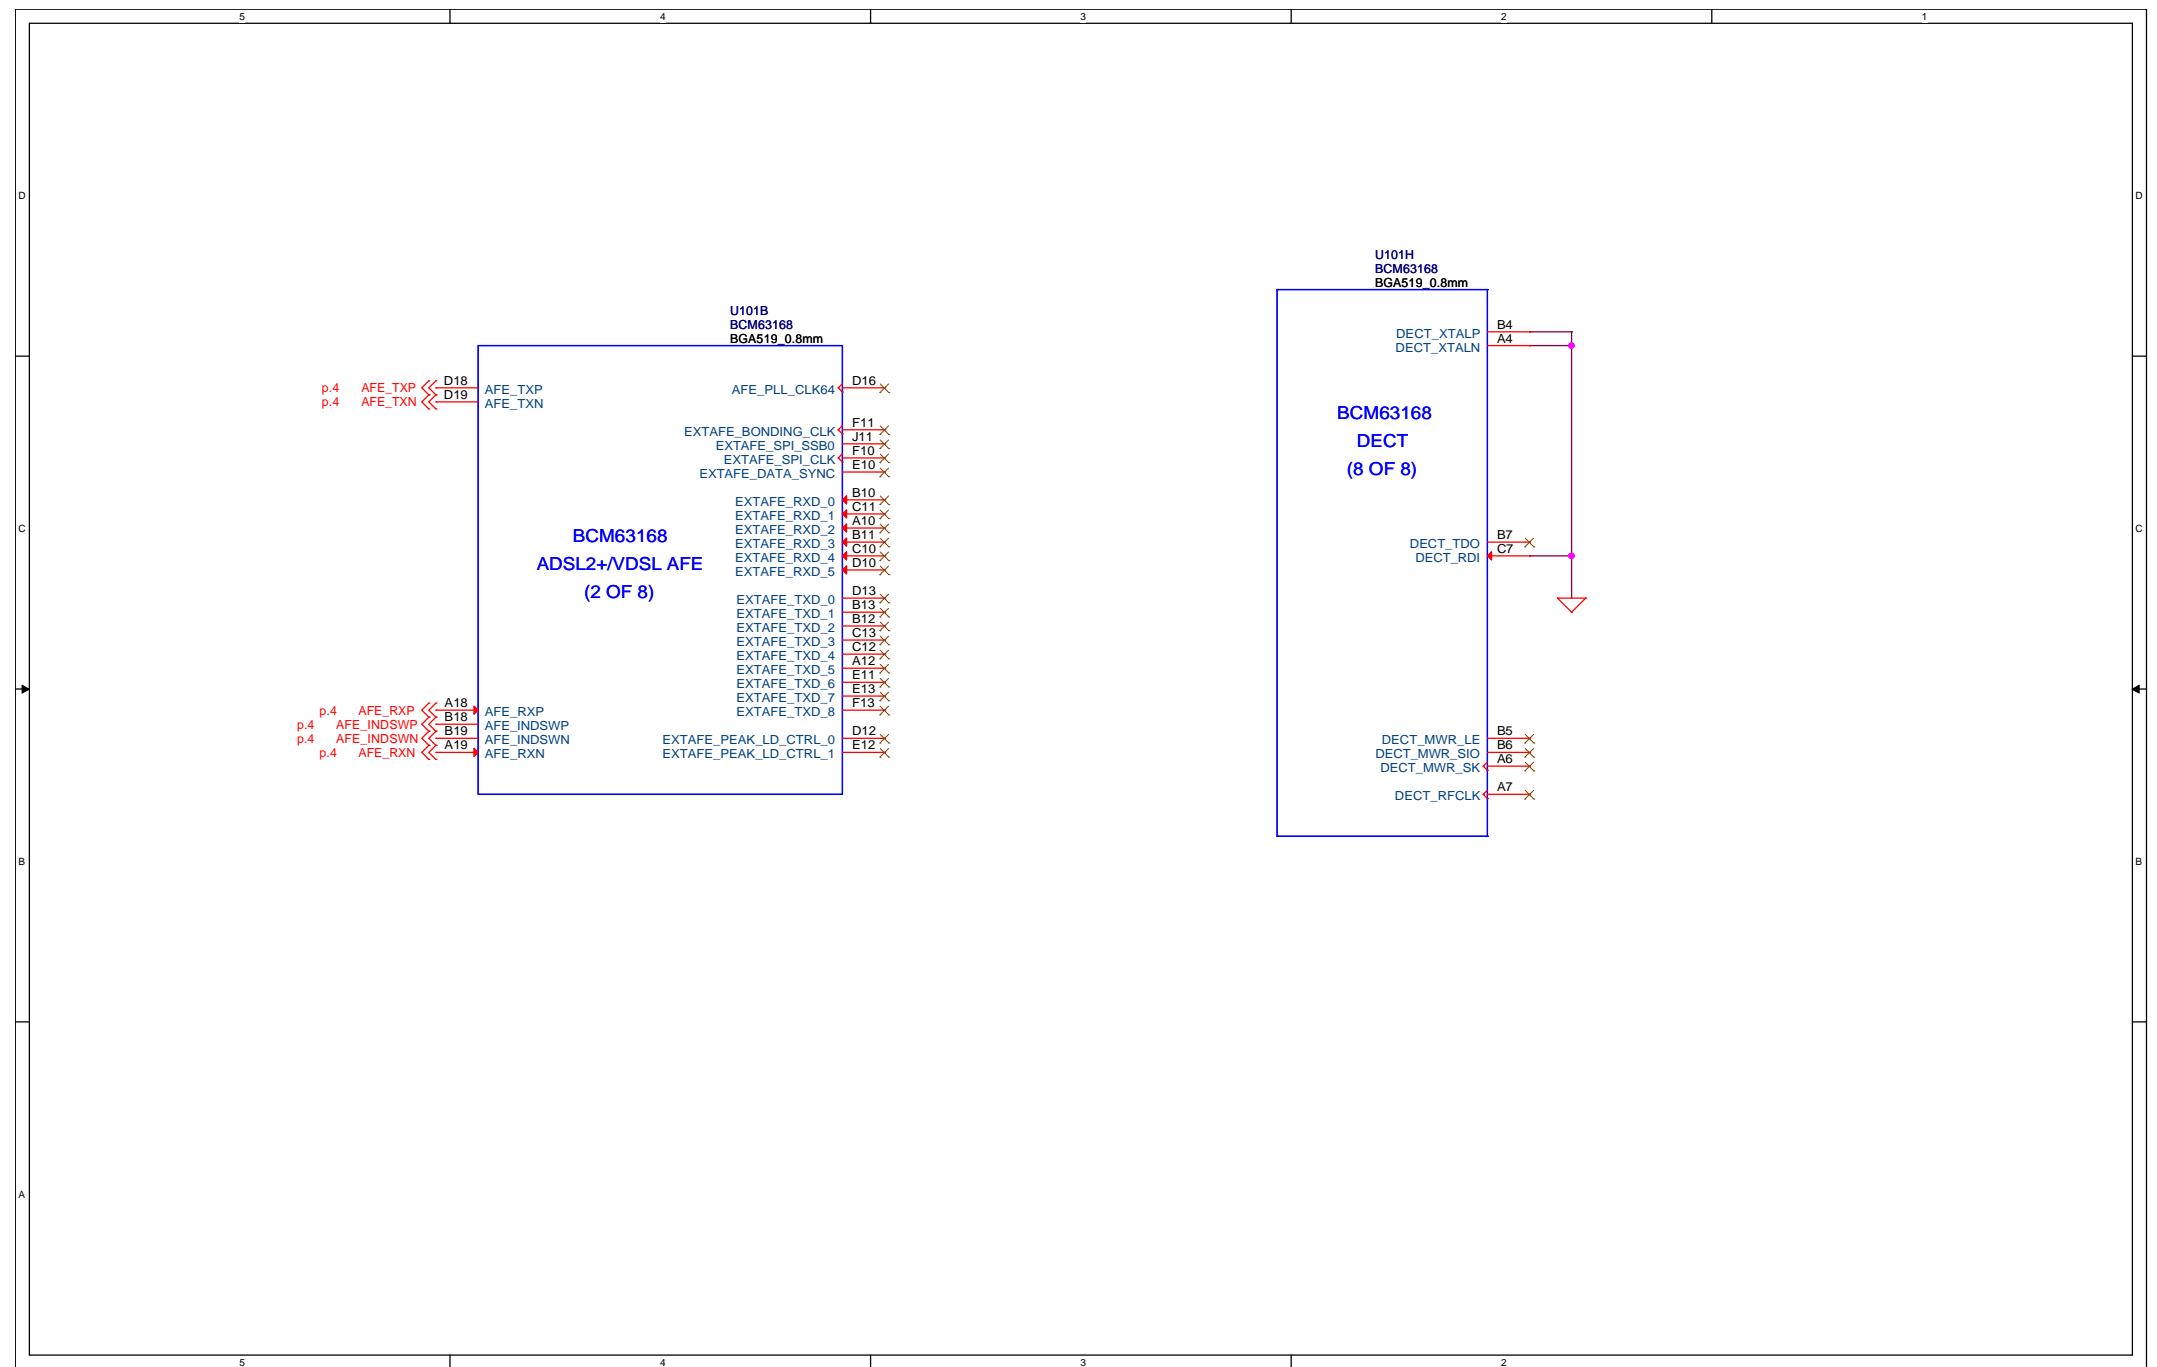 5 4 3 2 1
D D
C C
B B
A
U101B
BCM63168
BGA519_0.8mm
p.4 AFE_TXP D18 AFE_TXP
p.4 AFE_TXN D19 AFE_TXN
AFE_PLL_CLK64 D16
EXTAFE_BONDING_CLK F11
EXTAFE_SPI_SSB0 J11
EXTAFE_SPI_CLK F10
EXTAFE_DATA_SYNC E10
EXTAFE_RXD_0 B10
EXTAFE_RXD_1 C11
EXTAFE_RXD_2 A10
EXTAFE_RXD_3 B11
EXTAFE_RXD_4 C10
EXTAFE_RXD_5 D10
BCM63168
ADSL2+/VDSL AFE
(2 OF 8)
EXTAFE_TXD_0 D13
EXTAFE_TXD_1 B13
EXTAFE_TXD_2 B12
EXTAFE_TXD_3 C13
EXTAFE_TXD_4 C12
EXTAFE_TXD_5 A12
EXTAFE_TXD_6 E11
EXTAFE_TXD_7 E13
EXTAFE_TXD_8 F13
p.4 AFE_RXP A18 AFE_RXP
p.4 AFE_INDSWP B18 AFE_INDSWP
p.4 AFE_INDSWN B19 AFE_INDSWN
p.4 AFE_RXN A19 AFE_RXN
EXTAFE_PEAK_LD_CTRL_0 D12
EXTAFE_PEAK_LD_CTRL_1 E12
U101H
BCM63168
BGA519_0.8mm
DECT_XTALP B4
DECT_XTALN A4
BCM63168
DECT
(8 OF 8)
DECT_TDO B7
DECT_RDI C7
DECT_MWR_LE B5
DECT_MWR_SIO B6
DECT_MWR_SK A6
DECT_RFCLK A7
5 4 3 2